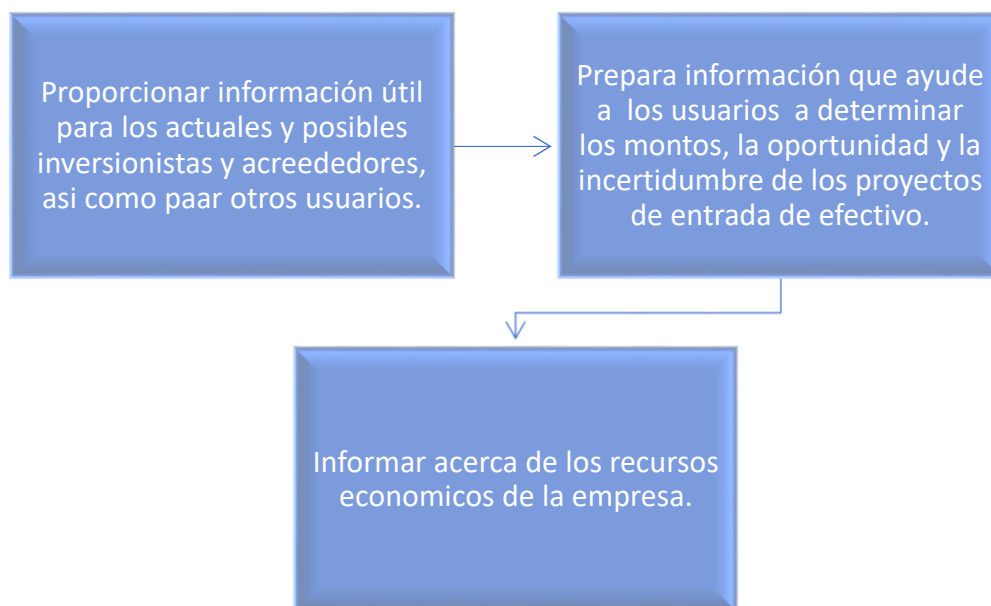 Proporcionar información útil
para los actuales y posibles
inversionistas y acreededores,
asi como paar otros usuarios.
Prepara información que ayude
a los usuarios a determinar
los montos, la oportunidad y la
incertidumbre de los proyectos
de entrada de efectivo.
Informar acerca de los recursos
economicos de la empresa.